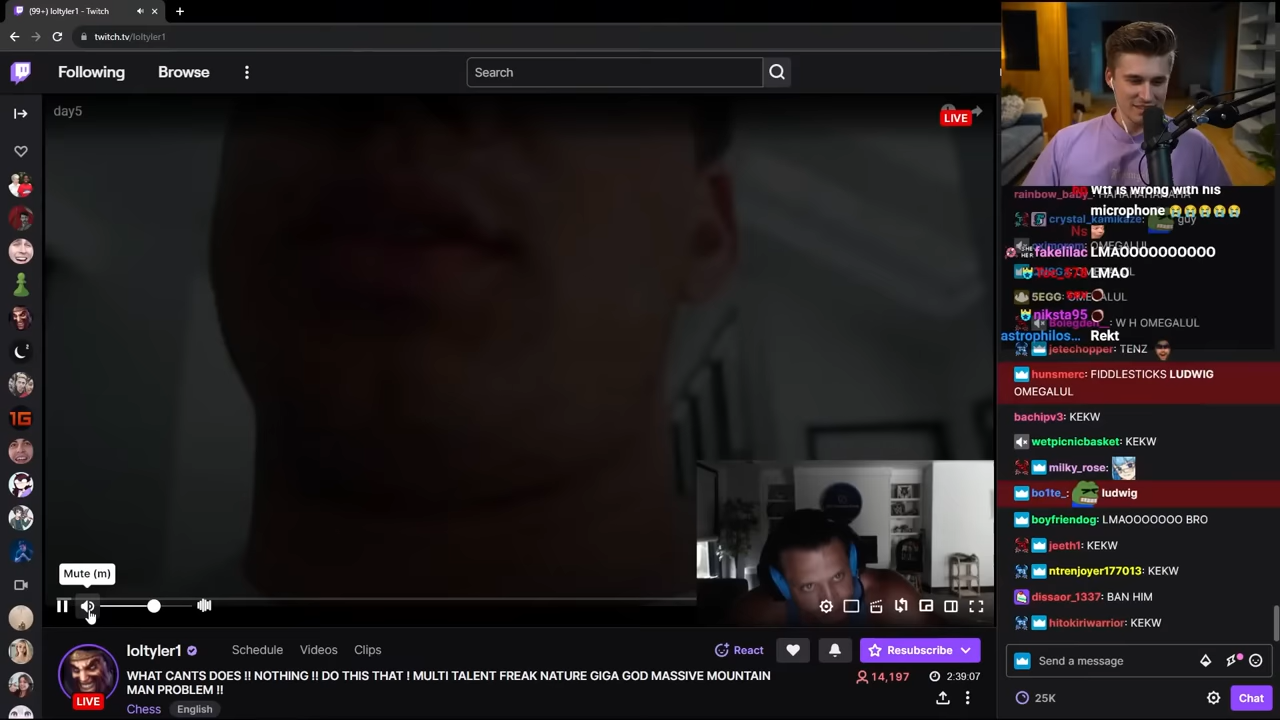 (99+) loltyler1 - Twitch
twitch.tv/loltyler1
Following
Browse
Search
day5
LIVE
Mute (m)
loltyler1
Schedule
Videos
Clips
React
Resubscribe
WHAT CANTS DOES !! NOTHING !! DO THIS THAT ! MULTI TALENT FREAK NATURE GIGA GOD MASSIVE MOUNTAIN
MAN PROBLEM !!
14,197
2:39:07
LIVE
Chess
English
Wtf is wrong with his
rainbow_baby_
microphone
crystal_kamikaze: guy
Ns
fakelilac LMAOOOOOOOOO
LMAO
5EGG: OMEGALUL
niksta95
Bolegden__: W H OMEGALUL
astrophilos... Rekt
jetechopper: TENZ
hunsmerc: FIDDLESTICKS LUDWIG
OMEGALUL
bachipv3: KEKW
wetpicnicbasket: KEKW
milky_rose:
bo1te_: ludwig
boyfriendog: LMAOOOOOOO BRO
jeeth1: KEKW
ntrenjoyer177013: KEKW
dissaor_1337: BAN HIM
hitokiriwarrior: KEKW
Send a message
25K
Chat